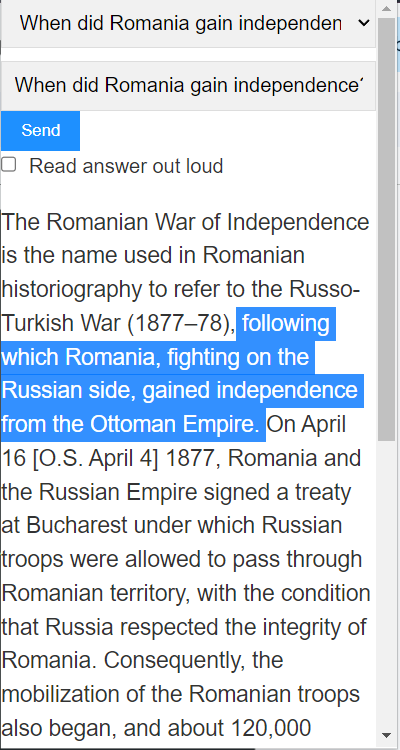 When did Romania gain independen
When did Romania gain independence?
Send
Read answer out loud
The Romanian War of Independence
is the name used in Romanian
historiography to refer to the Russo-
Turkish War (1877–78), following
which Romania, fighting on the
Russian side, gained independence
from the Ottoman Empire. On April
16 [O.S. April 4] 1877, Romania and
the Russian Empire signed a treaty
at Bucharest under which Russian
troops were allowed to pass through
Romanian territory, with the condition
that Russia respected the integrity of
Romania. Consequently, the
mobilization of the Romanian troops
also began, and about 120,000